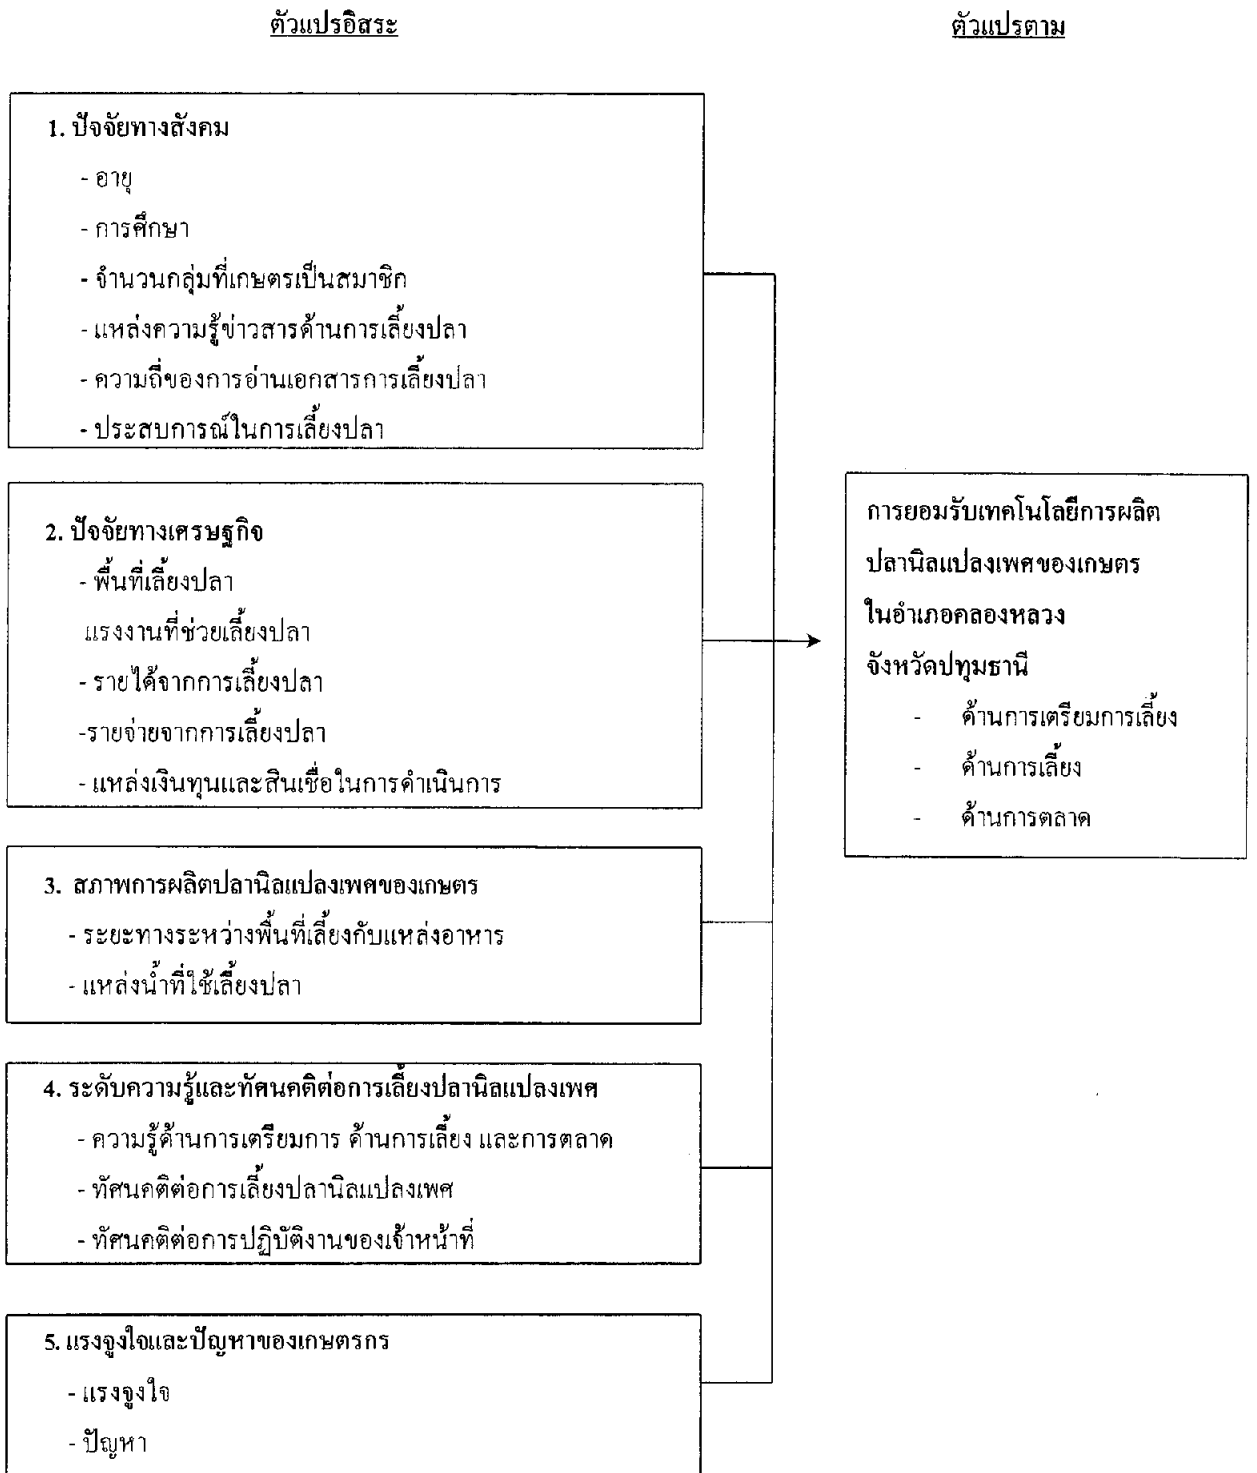 ตัวแปรอิสระ
ตัวแปรตาม
1. ปัจจัยทางสังคม
- อายุ
- การศึกษา
- จำนวนกลุ่มที่เกษตรเป็นสมาชิก
- แหล่งความรู้ข่าวสารด้านการเลี้ยงปลา
- ความถี่ของการอ่านเอกสารการเลี้ยงปลา
- ประสบการณ์ในการเลี้ยงปลา
2. ปัจจัยทางเศรษฐกิจ
- พื้นที่เลี้ยงปลา
แรงงานที่ช่วยเลี้ยงปลา
- รายได้จากการเลี้ยงปลา
-รายจ่ายจากการเลี้ยงปลา
- แหล่งเงินทุนและสินเชื่อในการดำเนินการ
3. สภาพการผลิตปลานิลแปลงเพศของเกษตร
- ระยะทางระหว่างพื้นที่เลี้ยงกับแหล่งอาหาร
- แหล่งน้ำที่ใช้เลี้ยงปลา
4. ระดับความรู้และทัศนคติต่อการเลี้ยงปลานิลแปลงเพศ
- ความรู้ด้านการเตรียมการ ด้านการเลี้ยง และการตลาด
- ทัศนคติต่อการเลี้ยงปลานิลแปลงเพศ
- ทัศนคติต่อการปฏิบัติงานของเจ้าหน้าที่
5. แรงจูงใจและปัญหาของเกษตรกร
- แรงจูงใจ
- ปัญหา
การยอมรับเทคโนโลยีการผลิต
ปลานิลแปลงเพศของเกษตร
ในอำเภอคลองหลวง
จังหวัดปทุมธานี
- ด้านการเตรียมการเลี้ยง
- ด้านการเลี้ยง
- ด้านการตลาด